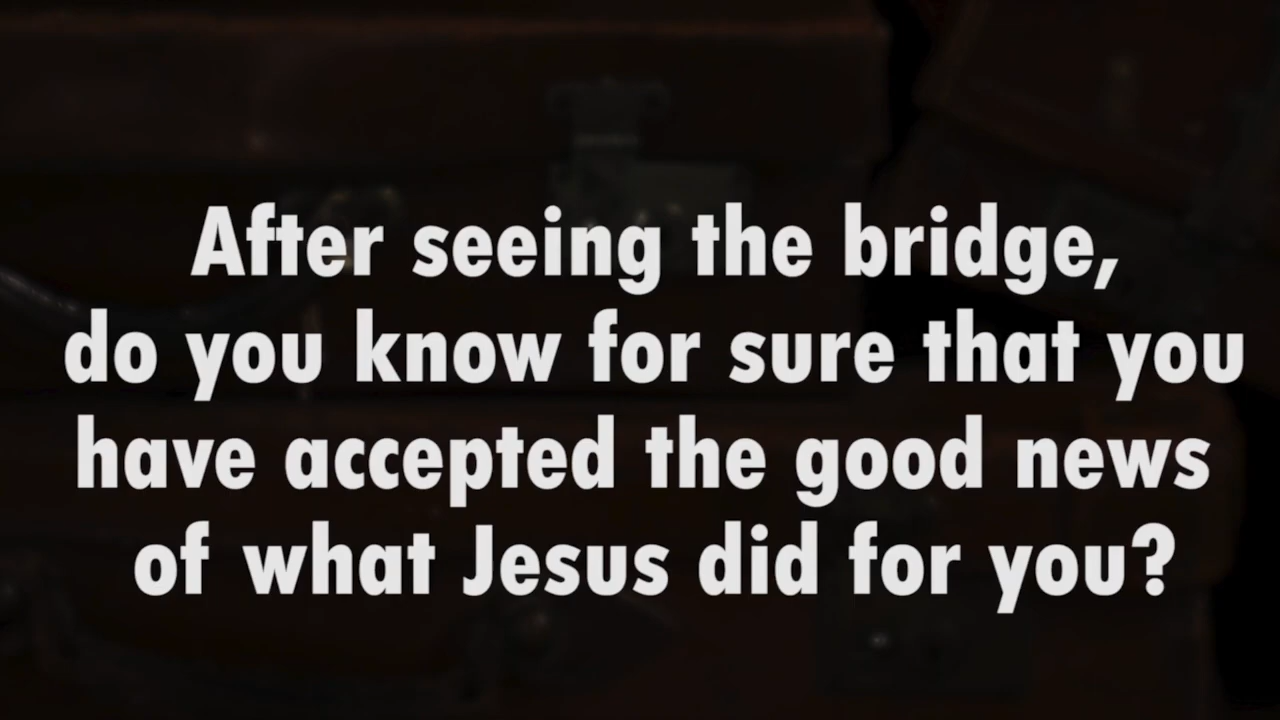 After seeing the bridge,
do you know for sure that you
have accepted the good news
of what Jesus did for you?